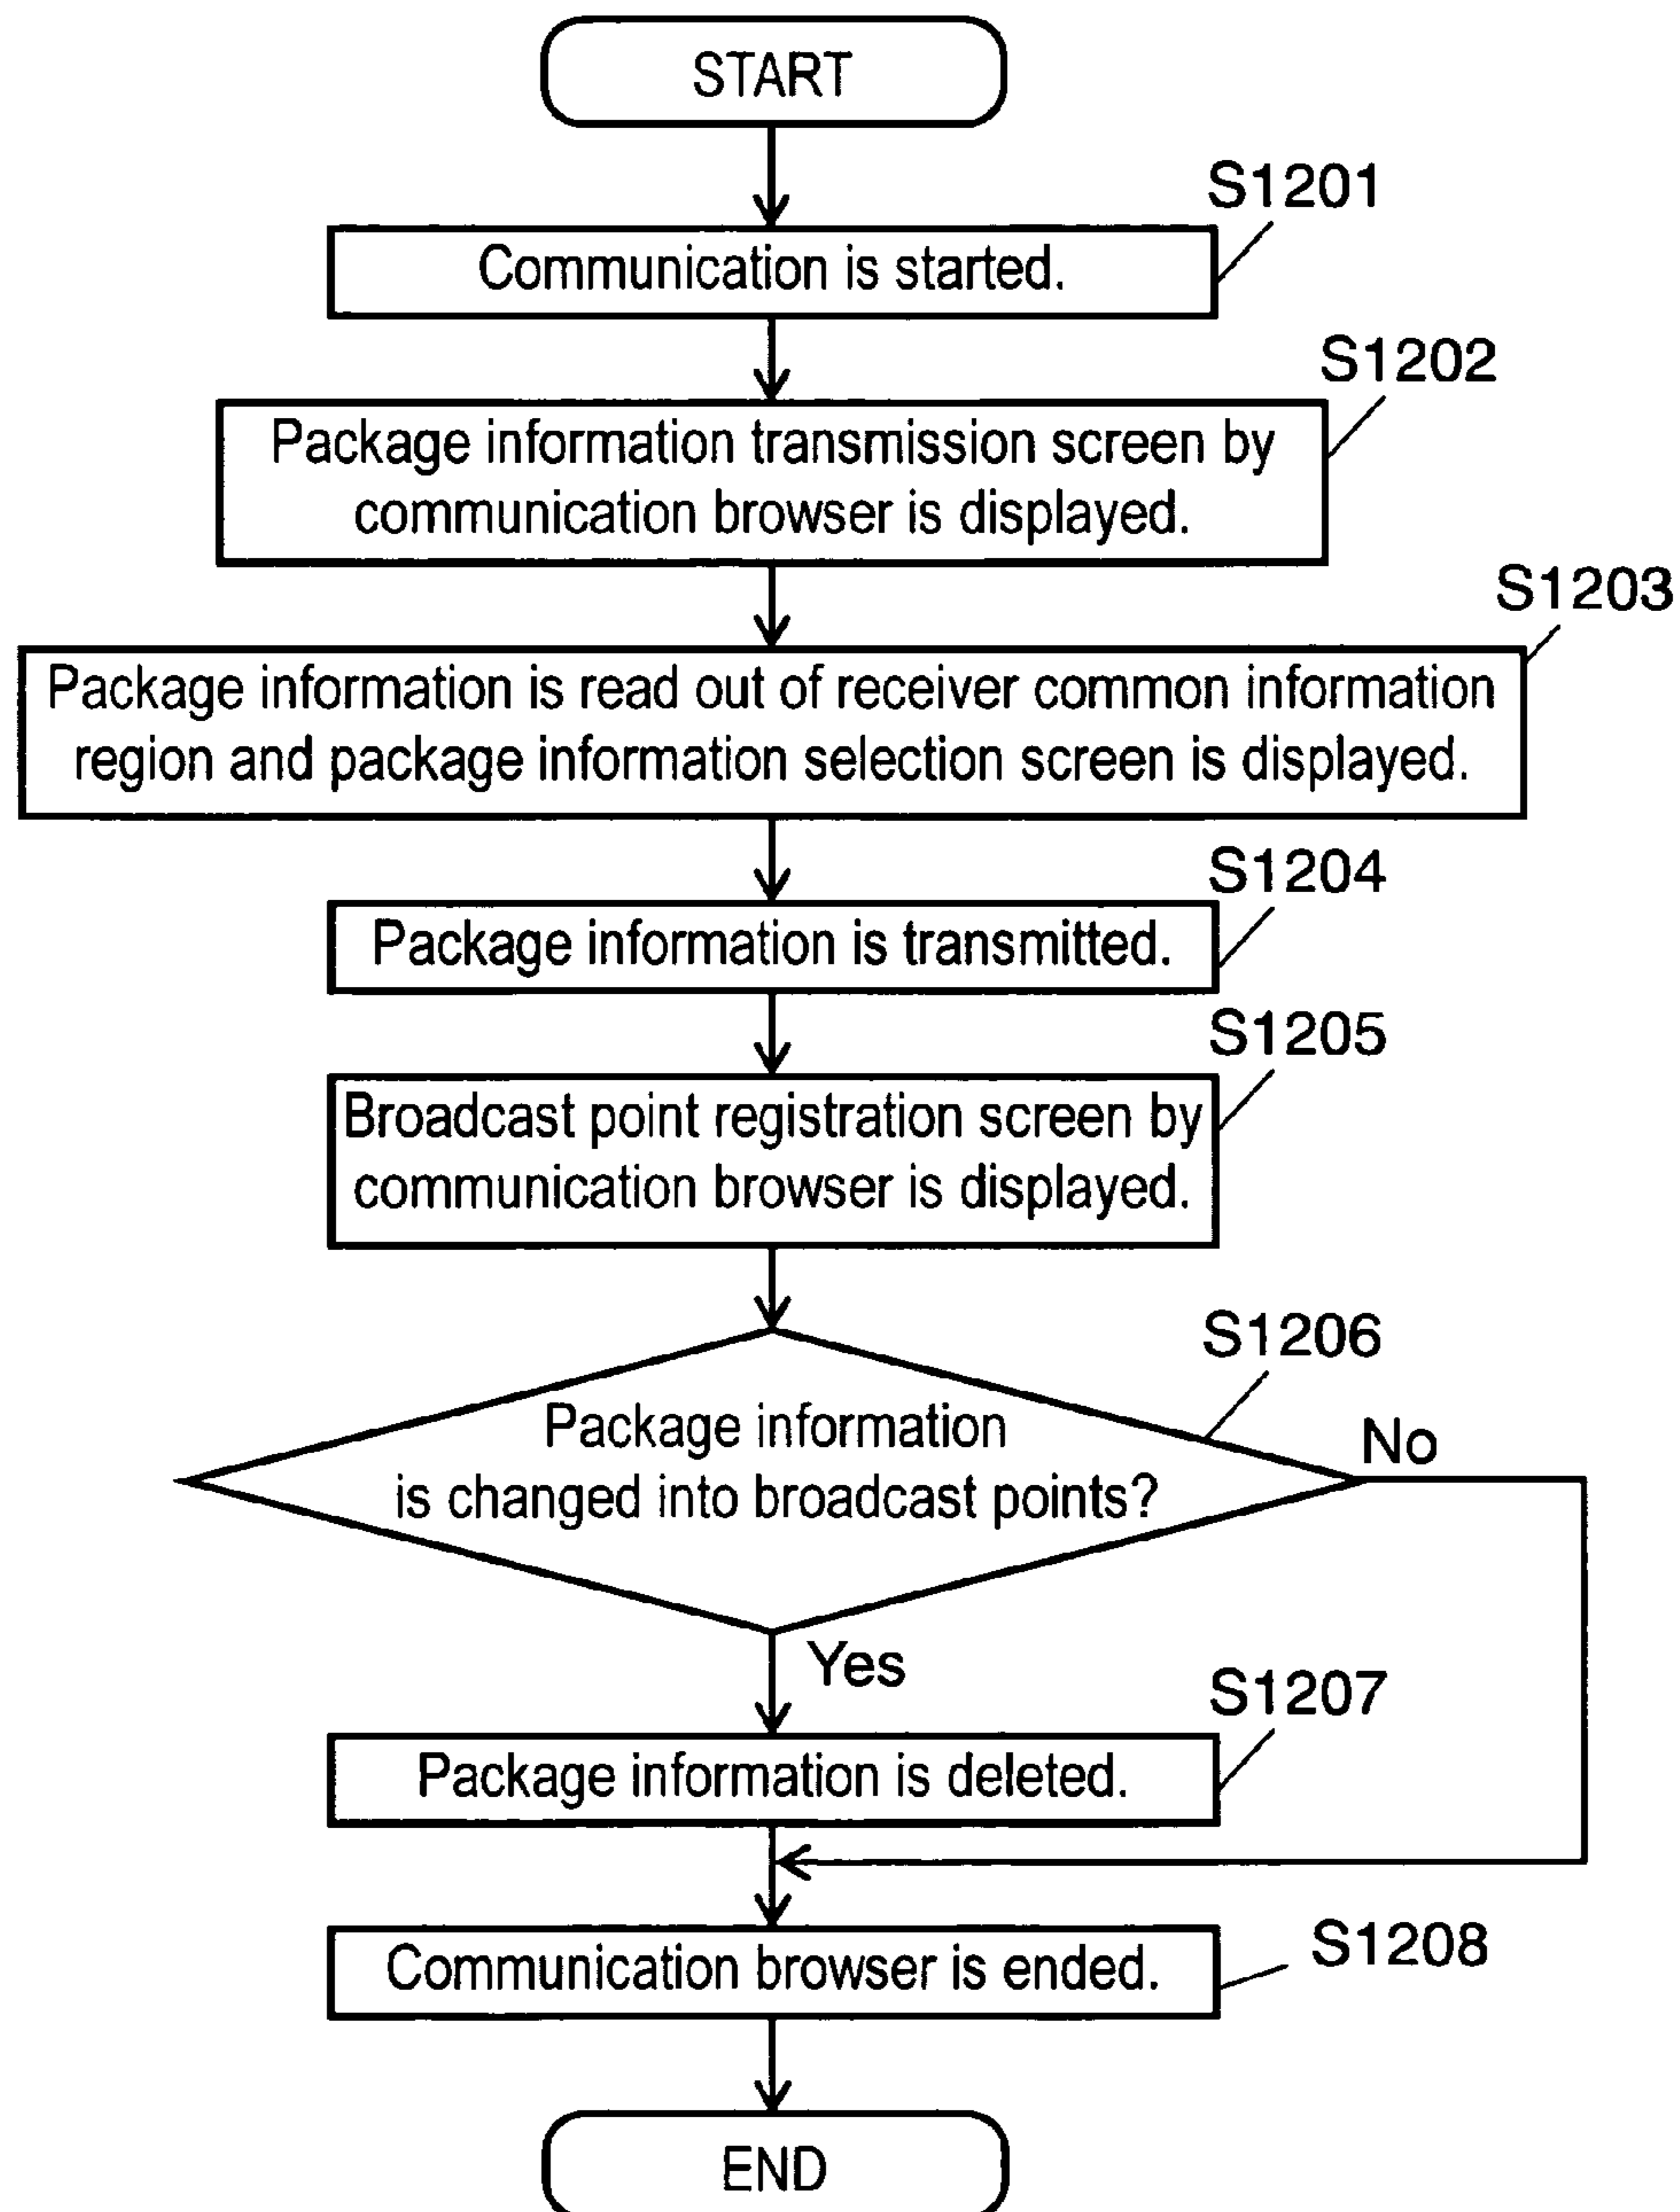 START
S1201
Communication is started.
S1202
Package information transmission screen by
communication browser is displayed.
S1203
Package information is read out of receiver common information
region and package information selection screen is displayed.
S1204
Package information is transmitted.
S1205
Broadcast point registration screen by
communication browser is displayed.
S1206
Package information
is changed into broadcast points?
No
Yes
S1207
Package information is deleted.
S1208
Communication browser is ended.
END